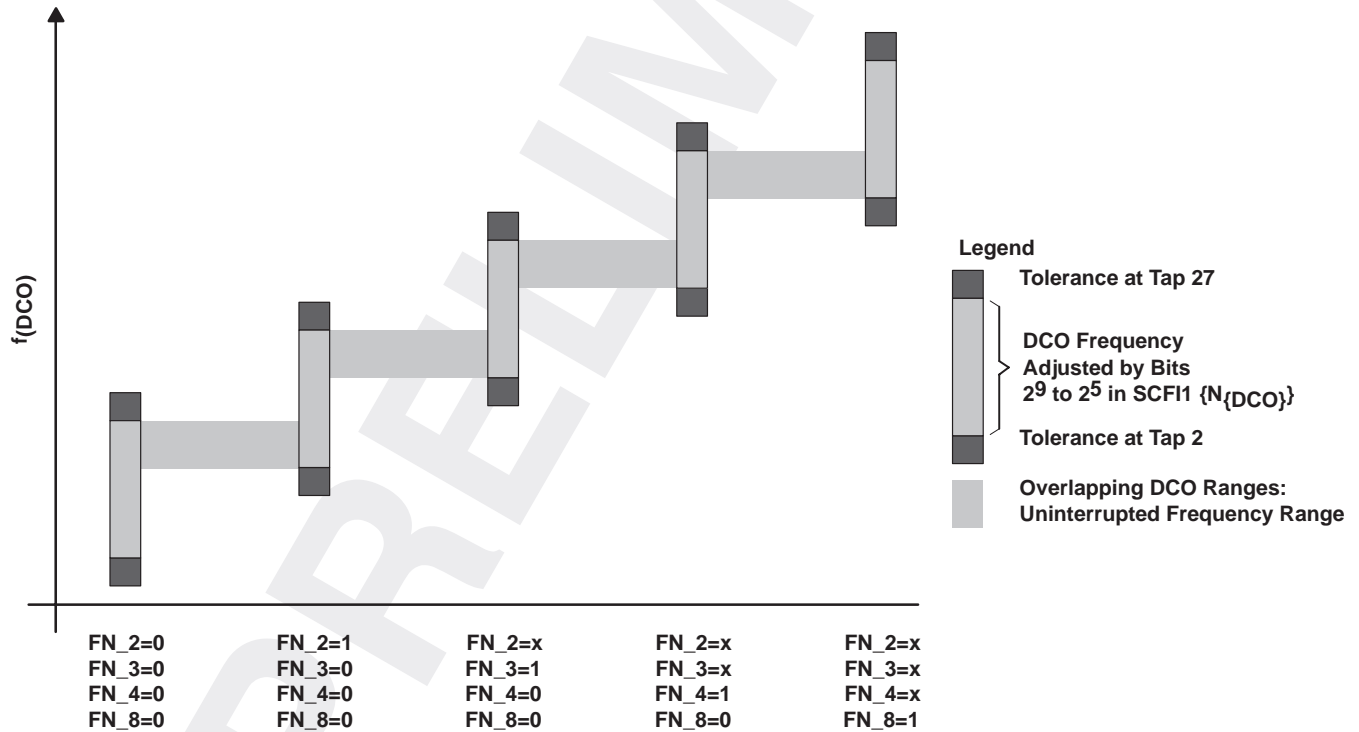 f(DCO)
Legend
Tolerance at Tap 27
DCO Frequency
Adjusted by Bits
2⁹ to 2⁵ in SCFI1 {N{DCO}}
Tolerance at Tap 2
Overlapping DCO Ranges:
Uninterrupted Frequency Range
FN_2=0 FN_2=1 FN_2=x FN_2=x FN_2=x
FN_3=0 FN_3=0 FN_3=1 FN_3=x FN_3=x
FN_4=0 FN_4=0 FN_4=0 FN_4=1 FN_4=x
FN_8=0 FN_8=0 FN_8=0 FN_8=0 FN_8=1
PRELIM